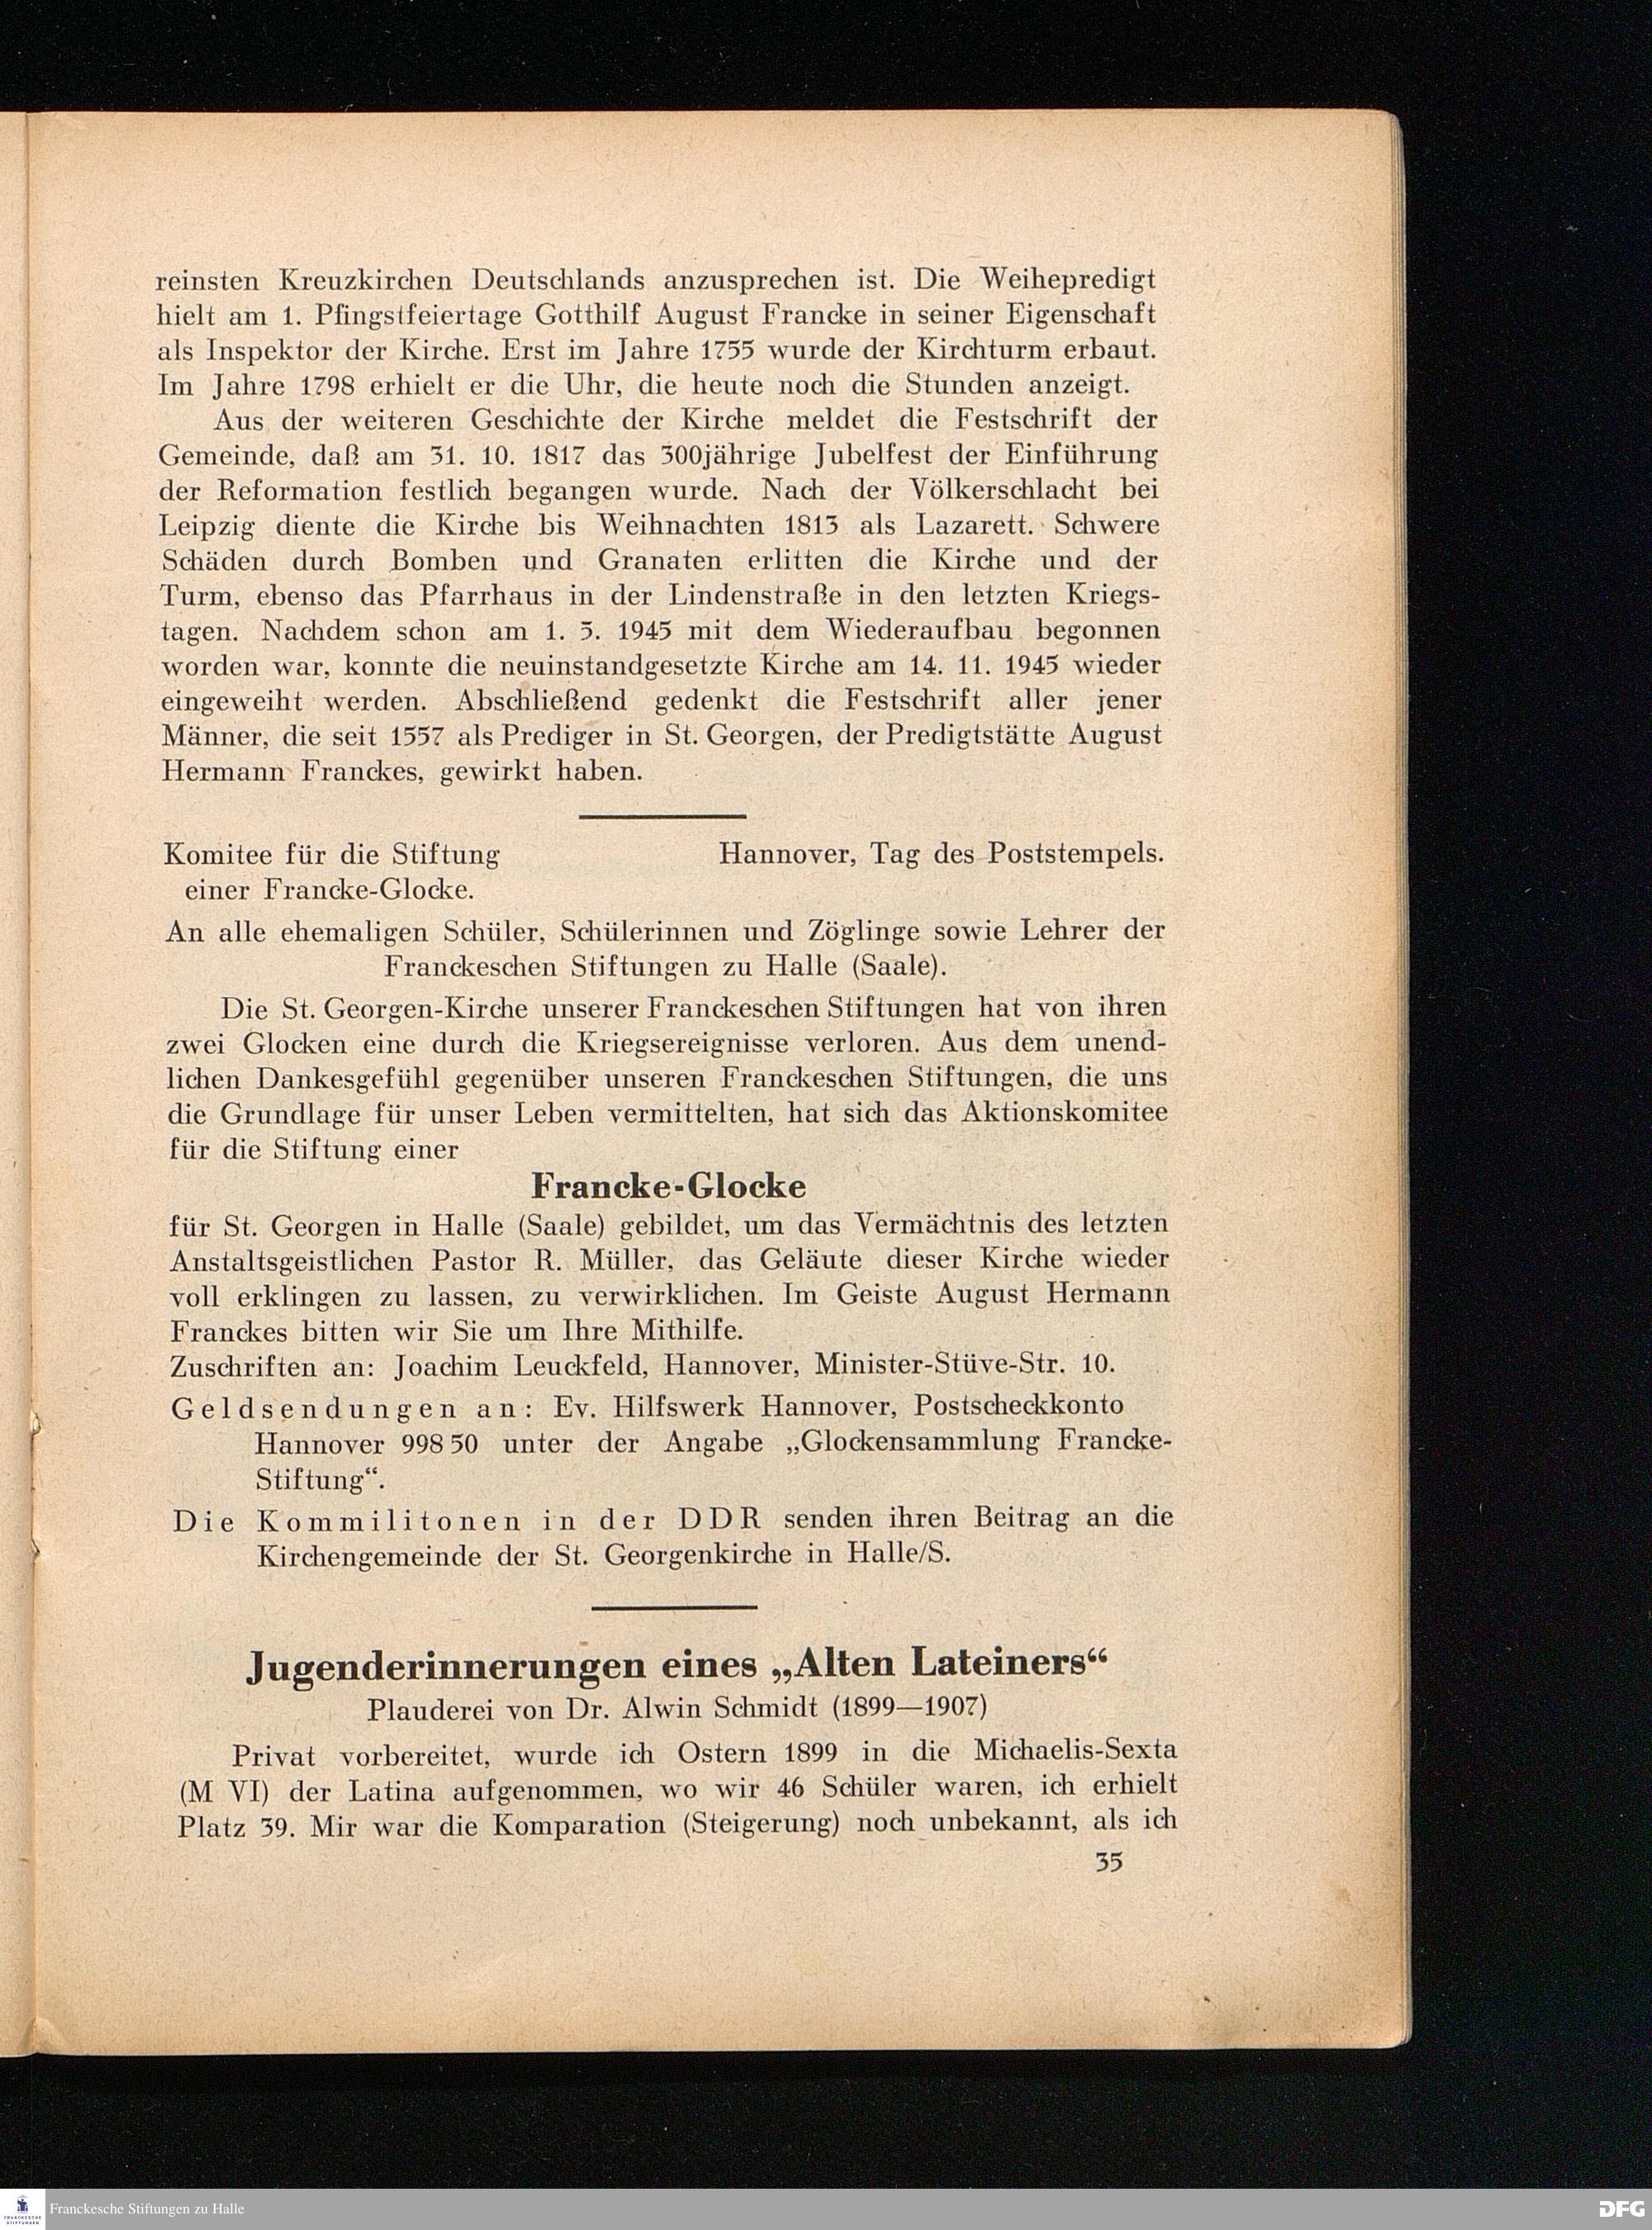 reinsten Kreuzkirchen Deutschlands anzusprechen ist. Die Weihepredigt
hielt am 1. Pfingstfeiertage Gotthilf August Francke in seiner Eigenschaft
als Inspektor der Kirche. Erst im Jahre 1755 wurde der Kirchturm erbaut.
Im Jahre 1798 erhielt er die Uhr, die heute noch die Stunden anzeigt.
Aus der weiteren Geschichte der Kirche meldet die Festschrift der
Gemeinde, daß am 31. 10. 1817 das 300jährige Jubelfest der Einführung
der Reformation festlich begangen wurde. Nach der Völkerschlacht bei
Leipzig diente die Kirche bis Weihnachten 1813 als Lazarett. Schwere
Schäden durch Bomben und Granaten erlitten die Kirche und der
Turm, ebenso das Pfarrhaus in der Lindenstraße in den letzten Kriegs-
tagen. Nachdem schon am 1. 5. 1945 mit dem Wiederaufbau begonnen
worden war, konnte die neuinstandgesetzte Kirche am 14. 11. 1945 wieder
eingeweiht werden. Abschließend gedenkt die Festschrift aller jener
Männer, die seit 1557 als Prediger in St. Georgen, der Predigtstätte August
Hermann Franckes, gewirkt haben.
Komitee für die Stiftung Hannover, Tag des Poststempels.
einer Francke-Glocke.
An alle ehemaligen Schüler, Schülerinnen und Zöglinge sowie Lehrer der
Franckeschen Stiftungen zu Halle (Saale).
Die St. Georgen-Kirche unserer Franckeschen Stiftungen hat von ihren
zwei Glocken eine durch die Kriegsereignisse verloren. Aus dem unend-
lichen Dankesgefühl gegenüber unseren Franckeschen Stiftungen, die uns
die Grundlage für unser Leben vermittelten, hat sich das Aktionskomitee
für die Stiftung einer
Francke-Glocke
für St. Georgen in Halle (Saale) gebildet, um das Vermächtnis des letzten
Anstaltsgeistlichen Pastor R. Müller, das Geläute dieser Kirche wieder
voll erklingen zu lassen, zu verwirklichen. Im Geiste August Hermann
Franckes bitten wir Sie um Ihre Mithilfe.
Zuschriften an: Joachim Leuckfeld, Hannover, Minister-Stüve-Str. 10.
Geldsendungen an: Ev. Hilfswerk Hannover, Postscheckkonto
Hannover 998 50 unter der Angabe „Glockensammlung Francke-
Stiftung“.
Die Kommilitonen in der DDR senden ihren Beitrag an die
Kirchengemeinde der St. Georgenkirche in Halle/S.
Jugenderinnerungen eines „Alten Lateiners“
Plauderei von Dr. Alwin Schmidt (1899—1907)
Privat vorbereitet, wurde ich Ostern 1899 in die Michaelis-Sexta
(M VI) der Latina aufgenommen, wo wir 46 Schüler waren, ich erhielt
Platz 39. Mir war die Komparation (Steigerung) noch unbekannt, als ich
35
FRANCKESCHE
STIFTUNGEN
Franckesche Stiftungen zu Halle
DFG